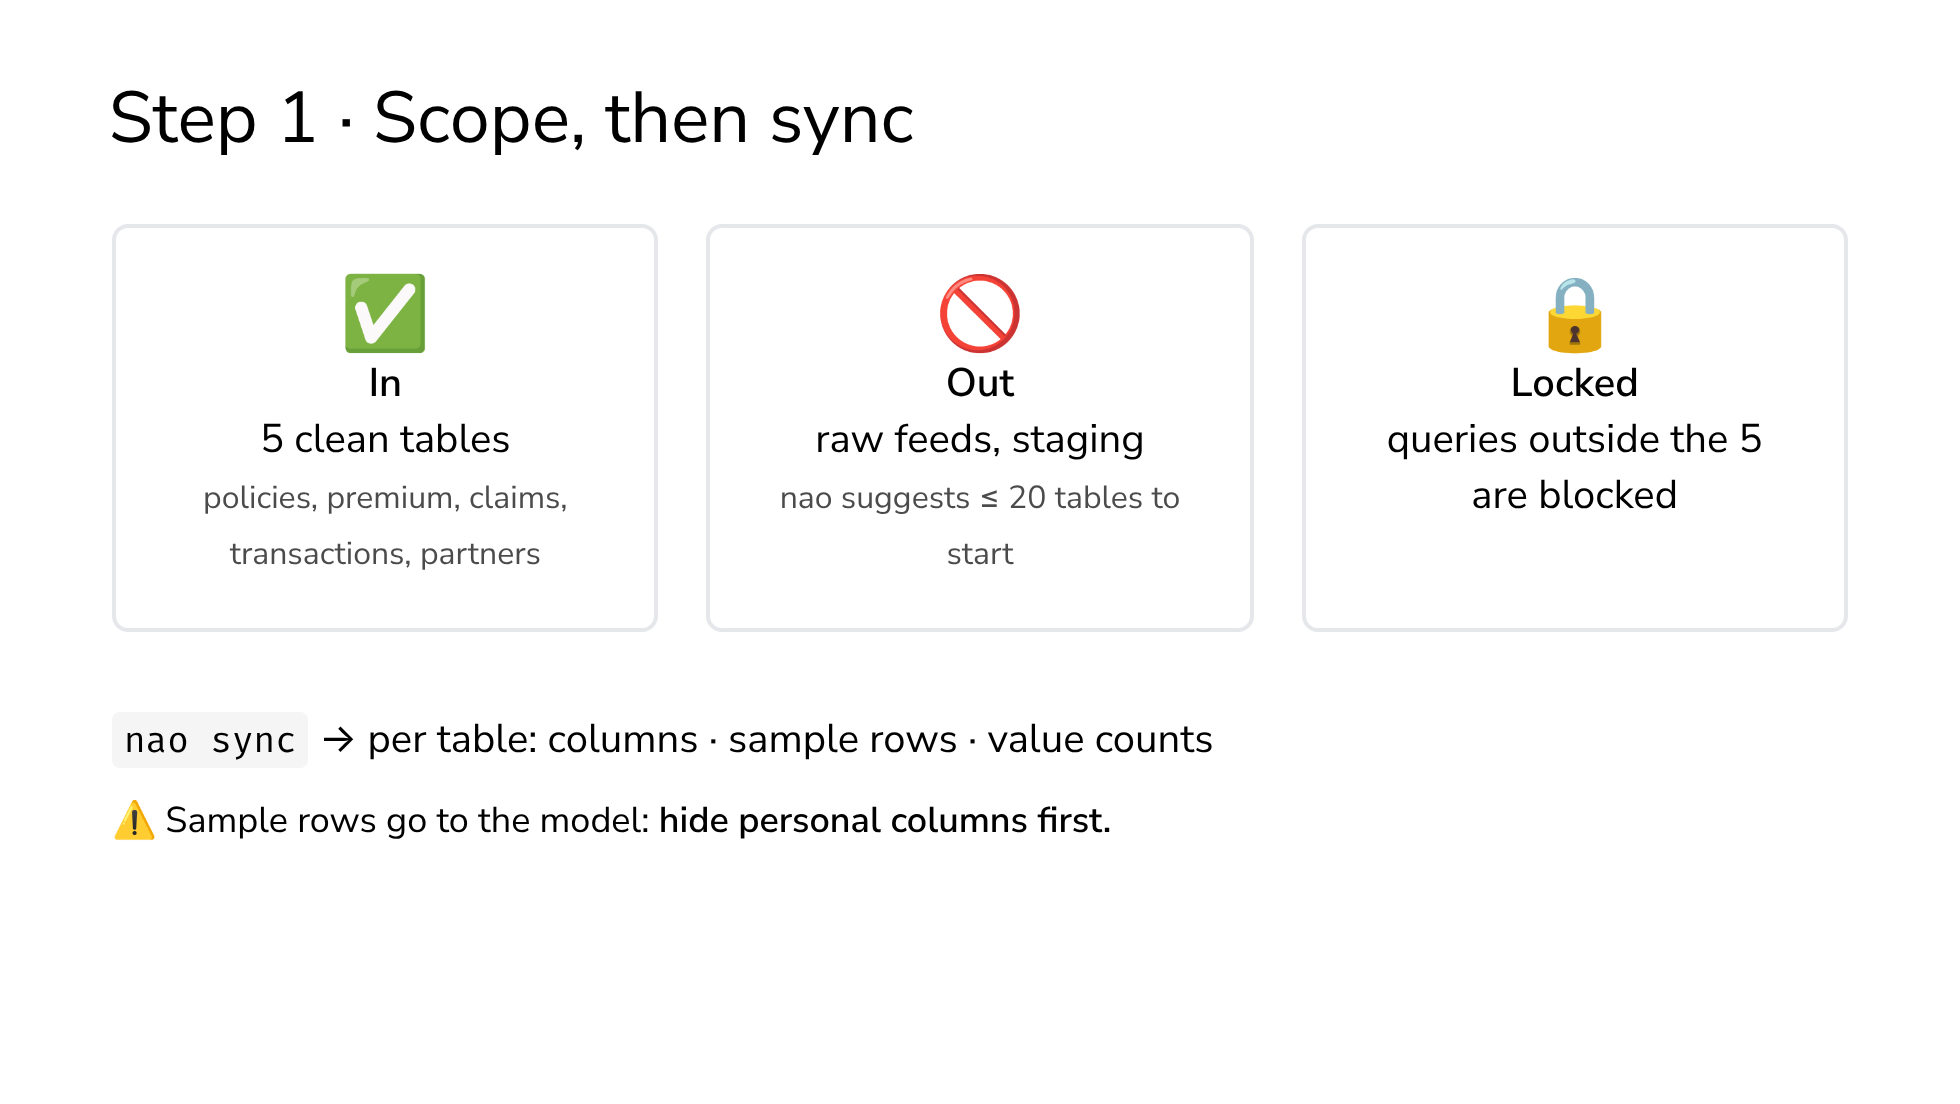 Step 1 · Scope, then sync
In
5 clean tables
policies, premium, claims,
transactions, partners
Out
raw feeds, staging
nao suggests ≤ 20 tables to
start
Locked
queries outside the 5
are blocked
nao sync → per table: columns · sample rows · value counts
⚠️ Sample rows go to the model: hide personal columns first.